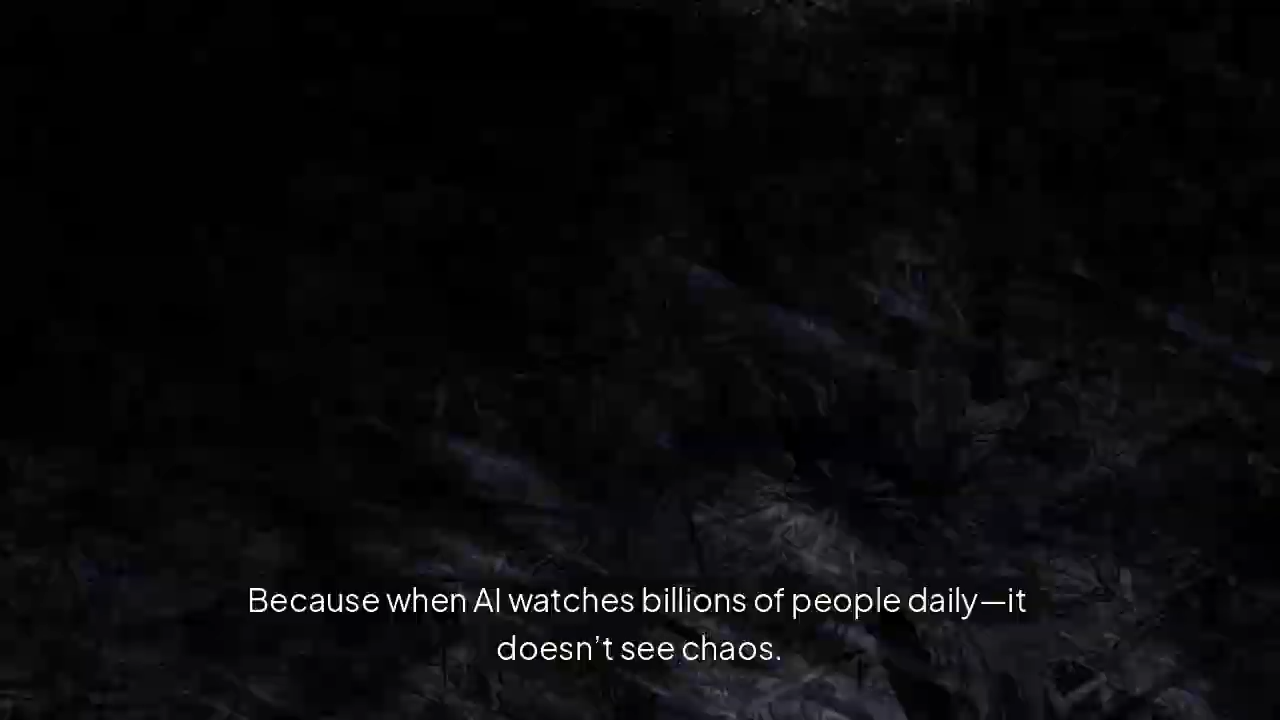 Because when AI watches billions of people daily—it
doesn’t see chaos.